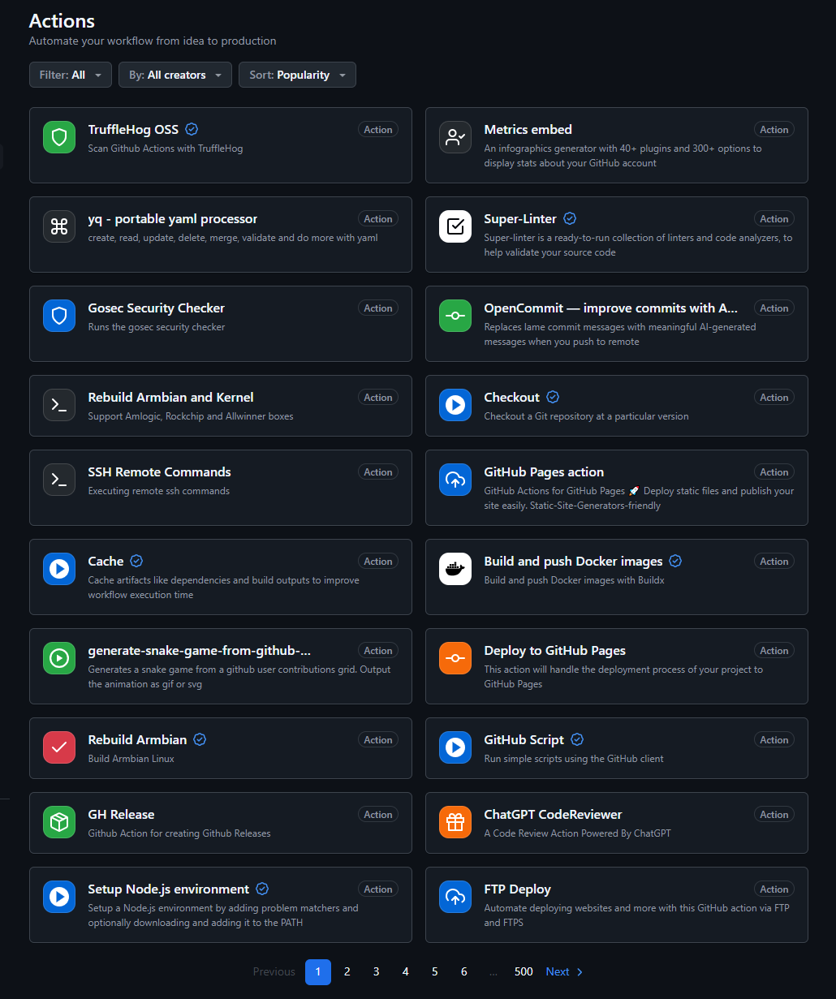 Actions
Automate your workflow from idea to production
Filter: All
By: All creators
Sort: Popularity
TruffleHog OSS
Action
Scan Github Actions with TruffleHog
Metrics embed
Action
An infographics generator with 40+ plugins and 300+ options to
display stats about your GitHub account
yq - portable yaml processor
Action
create, read, update, delete, merge, validate and do more with yaml
Super-Linter
Action
Super-linter is a ready-to-run collection of linters and code analyzers, to
help validate your source code
Gosec Security Checker
Action
Runs the gosec security checker
OpenCommit — improve commits with A...
Action
Replaces lame commit messages with meaningful AI-generated
messages when you push to remote
Rebuild Armbian and Kernel
Action
Support Amlogic, Rockchip and Allwinner boxes
Checkout
Action
Checkout a Git repository at a particular version
SSH Remote Commands
Action
Executing remote ssh commands
GitHub Pages action
Action
GitHub Actions for GitHub Pages 🚀 Deploy static files and publish your
site easily. Static-Site-Generators-friendly
Cache
Action
Cache artifacts like dependencies and build outputs to improve
workflow execution time
Build and push Docker images
Action
Build and push Docker images with Buildx
generate-snake-game-from-github-...
Action
Generates a snake game from a github user contributions grid. Output
the animation as gif or svg
Deploy to GitHub Pages
Action
This action will handle the deployment process of your project to
GitHub Pages
Rebuild Armbian
Action
Build Armbian Linux
GitHub Script
Action
Run simple scripts using the GitHub client
GH Release
Action
Github Action for creating Github Releases
ChatGPT CodeReviewer
Action
A Code Review Action Powered By ChatGPT
Setup Node.js environment
Action
Setup a Node.js environment by adding problem matchers and
optionally downloading and adding it to the PATH
FTP Deploy
Action
Automate deploying websites and more with this GitHub action via FTP
and FTPS
Previous 1 2 3 4 5 6 ... 500 Next